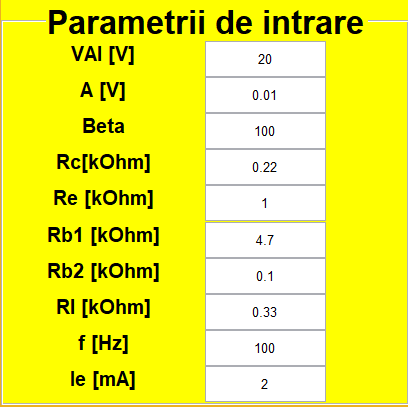 Parametrii de intrare
VAl [V] 20
A [V] 0.01
Beta 100
Rc[kOhm] 0.22
Re [kOhm] 1
Rb1 [kOhm] 4.7
Rb2 [kOhm] 0.1
Rl [kOhm] 0.33
f [Hz] 100
Ie [mA] 2